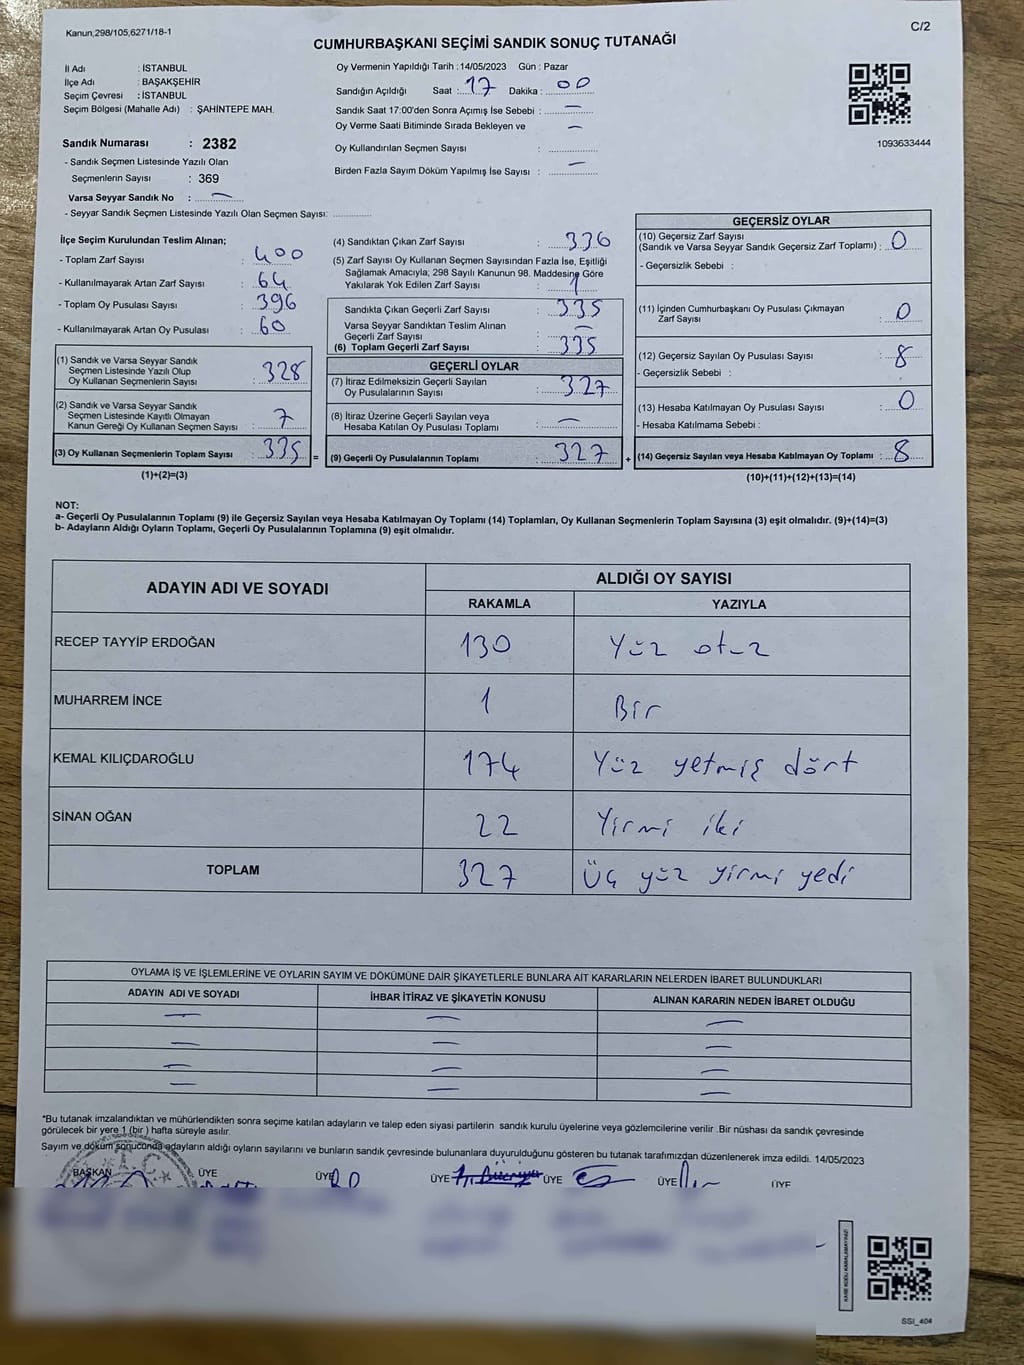 Kanun,298/105,6271/18-1
C/2
CUMHURBAŞKANI SEÇİMİ SANDIK SONUÇ TUTANAĞI
İl Adı : İSTANBUL
İlçe Adı : BAŞAKŞEHİR
Seçim Çevresi : İSTANBUL
Seçim Bölgesi (Mahalle Adı) : ŞAHİNTEPE MAH.
Sandık Numarası : 2382
- Sandık Seçmen Listesinde Yazılı Olan
Seçmenlerin Sayısı : 369
Varsa Seyyar Sandık No : —
- Seyyar Sandık Seçmen Listesinde Yazılı Olan Seçmen Sayısı: ............
Oy Vermenin Yapıldığı Tarih : 14/05/2023 Gün : Pazar
Sandığın Açıldığı Saat : 17 Dakika : 00
Sandık Saat 17:00'den Sonra Açımış İse Sebebi : —
Oy Verme Saati Bitiminde Sırada Bekleyen ve —
Oy Kullandırılan Seçmen Sayısı : ............
Birden Fazla Sayım Döküm Yapılmış İse Sayısı : —
1093633444
İlçe Seçim Kurulundan Teslim Alınan;
- Toplam Zarf Sayısı : 400
- Kullanılmayarak Artan Zarf Sayısı : 64
- Toplam Oy Pusulası Sayısı : 396
- Kullanılmayarak Artan Oy Pusulası : 60
(1) Sandık ve Varsa Seyyar Sandık
Seçmen Listesinde Yazılı Olup
Oy Kullanan Seçmenlerin Sayısı : 328
(2) Sandık ve Varsa Seyyar Sandık
Seçmen Listesinde Kayıtlı Olmayan
Kanun Gereği Oy Kullanan Seçmen Sayısı : 7
(3) Oy Kullanan Seçmenlerin Toplam Sayısı : 335
(1)+(2)=(3)
(4) Sandıktan Çıkan Zarf Sayısı : 336
(5) Zarf Sayısı Oy Kullanan Seçmen Sayısından Fazla İse, Eşitliği
Sağlamak Amacıyla; 298 Sayılı Kanunun 98. Maddesine Göre
Yakılarak Yok Edilen Zarf Sayısı : 1
Sandıkta Çıkan Geçerli Zarf Sayısı : 335
Varsa Seyyar Sandıktan Teslim Alınan
Geçerli Zarf Sayısı : —
(6) Toplam Geçerli Zarf Sayısı : 335
GEÇERLİ OYLAR
(7) İtiraz Edilmeksizin Geçerli Sayılan
Oy Pusulalarının Sayısı : 327
(8) İtiraz Üzerine Geçerli Sayılan veya
Hesaba Katılan Oy Pusulası Toplamı : —
= (9) Geçerli Oy Pusulalarının Toplamı : 327
GEÇERSİZ OYLAR
(10) Geçersiz Zarf Sayısı
(Sandık ve Varsa Seyyar Sandık Geçersiz Zarf Toplamı) : 0
- Geçersizlik Sebebi :
(11) İçinden Cumhurbaşkanı Oy Pusulası Çıkmayan
Zarf Sayısı : 0
(12) Geçersiz Sayılan Oy Pusulası Sayısı : 8
- Geçersizlik Sebebi :
(13) Hesaba Katılmayan Oy Pusulası Sayısı : 0
- Hesaba Katılmama Sebebi :
+ (14) Geçersiz Sayılan veya Hesaba Katılmayan Oy Toplamı : 8
(10)+(11)+(12)+(13)=(14)
NOT:
a- Geçerli Oy Pusulalarının Toplamı (9) ile Geçersiz Sayılan veya Hesaba Katılmayan Oy Toplamı (14) Toplamları, Oy Kullanan Seçmenlerin Toplam Sayısına (3) eşit olmalıdır. (9)+(14)=(3)
b- Adayların Aldığı Oyların Toplamı, Geçerli Oy Pusulalarının Toplamına (9) eşit olmalıdır.
ADAYIN ADI VE SOYADI ALDIĞI OY SAYISI
RAKAMLA YAZIYLA
RECEP TAYYİP ERDOĞAN 130 Yüz otuz
MUHARREM İNCE 1 Bir
KEMAL KILIÇDAROĞLU 174 Yüz yetmiş dört
SİNAN OĞAN 22 Yirmi iki
TOPLAM 327 Üç yüz yirmi yedi
OYLAMA İŞ VE İŞLEMLERİNE VE OYLARIN SAYIM VE DÖKÜMÜNE DAİR ŞİKAYETLERLE BUNLARA AİT KARARLARIN NELERDEN İBARET BULUNDUKLARI
ADAYIN ADI VE SOYADI İHBAR İTİRAZ VE ŞİKAYETİN KONUSU ALINAN KARARIN NEDEN İBARET OLDUĞU
— — —
— — —
— — —
— — —
*Bu tutanak imzalandıktan ve mühürlendikten sonra seçime katılan adayların ve talep eden siyasi partilerin sandık kurulu üyelerine veya gözlemcilerine verilir .Bir nüshası da sandık çevresinde
görülecek bir yere 1 (bir ) hafta süreyle asılır.
Sayım ve döküm sonucunda adayların aldığı oyların sayılarını ve bunların sandık çevresinde bulunanlara duyurulduğunu gösteren bu tutanak tarafımızdan düzenlenerek imza edildi. 14/05/2023
BAŞKAN ÜYE ÜYE ÜYE ÜYE ÜYE ÜYE
T.C.
SSI_404